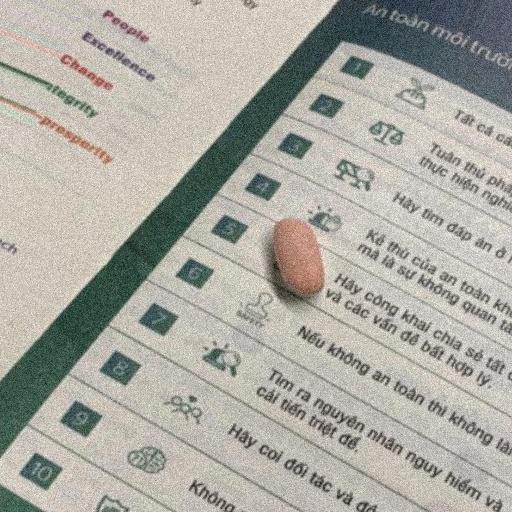 People
Excellence
Change
tegrity
prosperity
An toàn môi trườ
1
Tất cả cá
2
Tuân thủ phá
thực hiện nghi
3
Hãy tìm đáp án ở h
4
Kẻ thù của an toàn kh
mà là sự không quan tâ
5
Hãy công khai chia sẻ tất
và các vấn đề bất hợp lý.
6
SAFETY
Nếu không an toàn thì không là
7
Tìm ra nguyên nhân nguy hiểm và
cải tiến triệt để.
8
Hãy coi đối tác và
9
Không
10